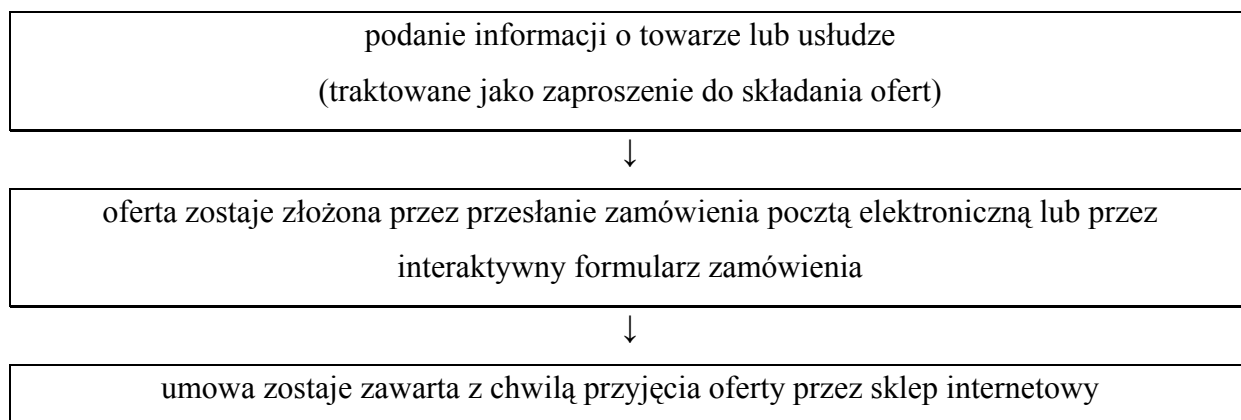 podanie informacji o towarze lub usłudze
(traktowane jako zaproszenie do składania ofert)
↓
oferta zostaje złożona przez przesłanie zamówienia pocztą elektroniczną lub przez
interaktywny formularz zamówienia
↓
umowa zostaje zawarta z chwilą przyjęcia oferty przez sklep internetowy